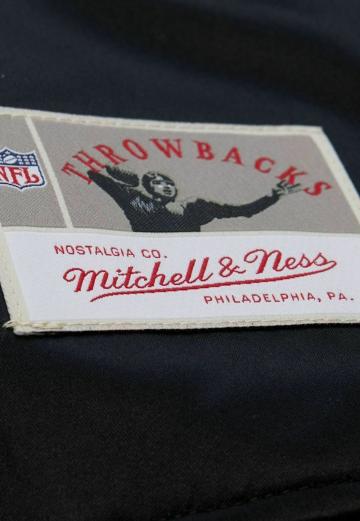 NFL
THROWBACKS
NOSTALGIA CO.
Mitchell & Ness
PHILADELPHIA, PA.